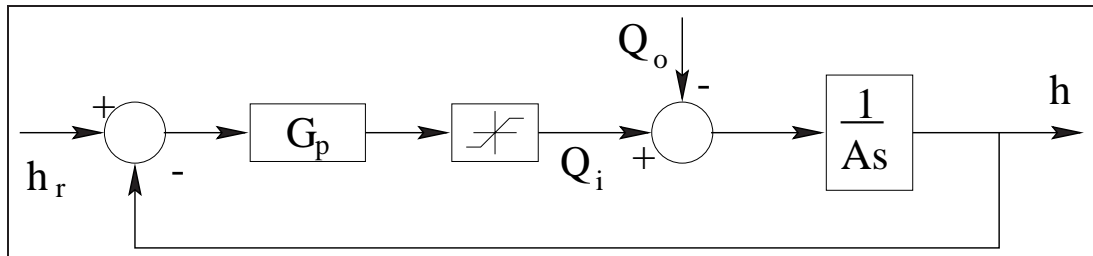 Q_o
-
+
h_r
-
G_p
Q_i
+
1
As
h